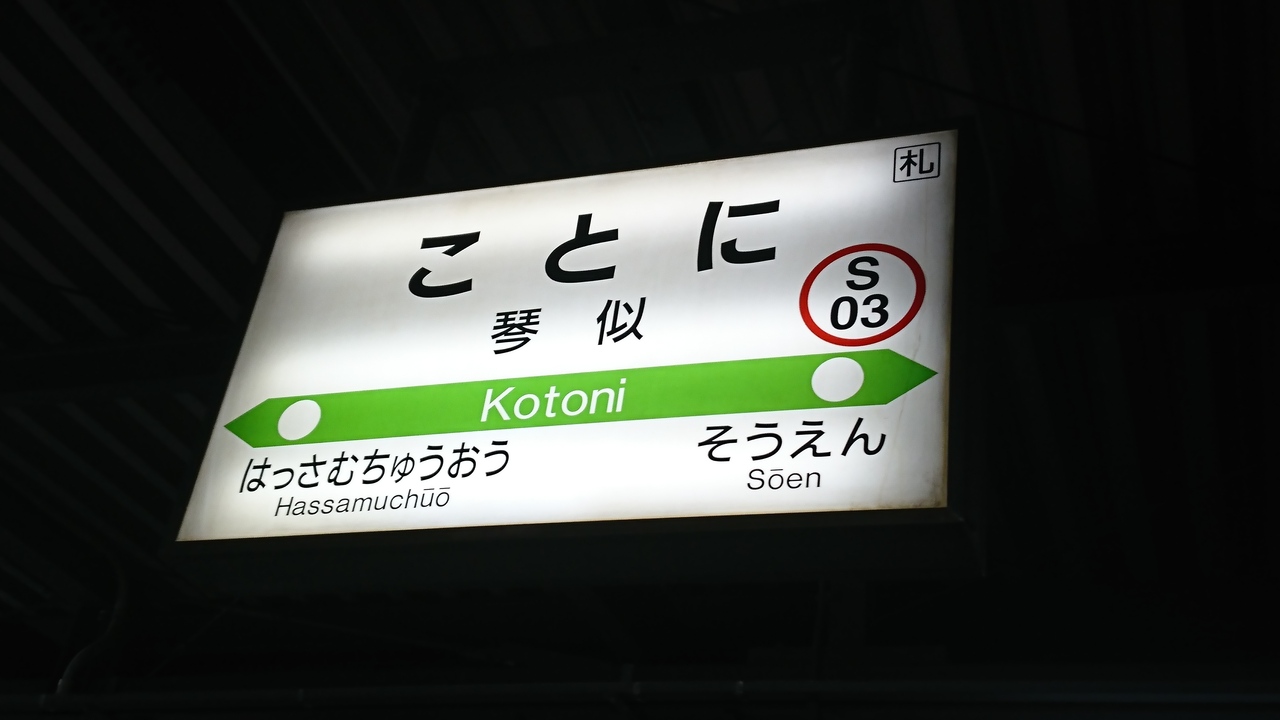 札
ことに
S
03
琴似
Kotoni
はっさむちゅうおう
Hassamuchūō
そうえん
Sōen